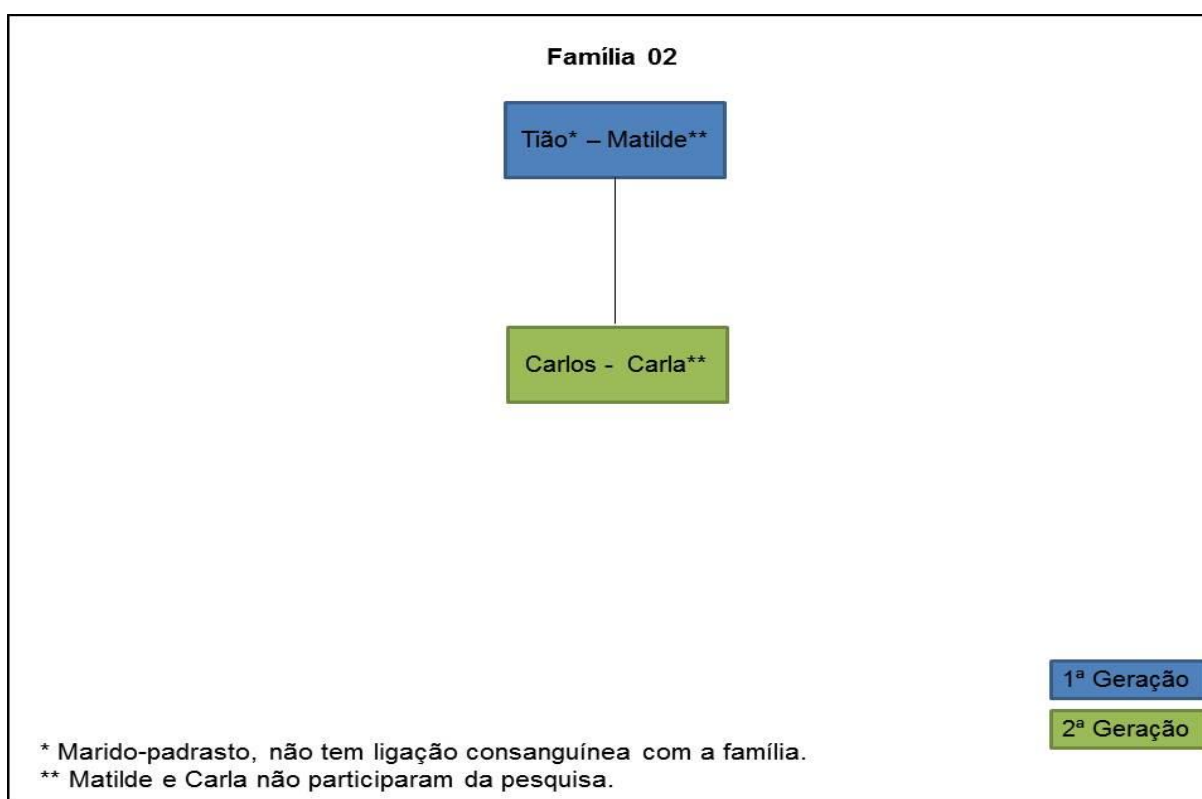 Família 02
Tião* – Matilde**
Carlos - Carla**
1ª Geração
2ª Geração
* Marido-padrasto, não tem ligação consanguínea com a família.
** Matilde e Carla não participaram da pesquisa.